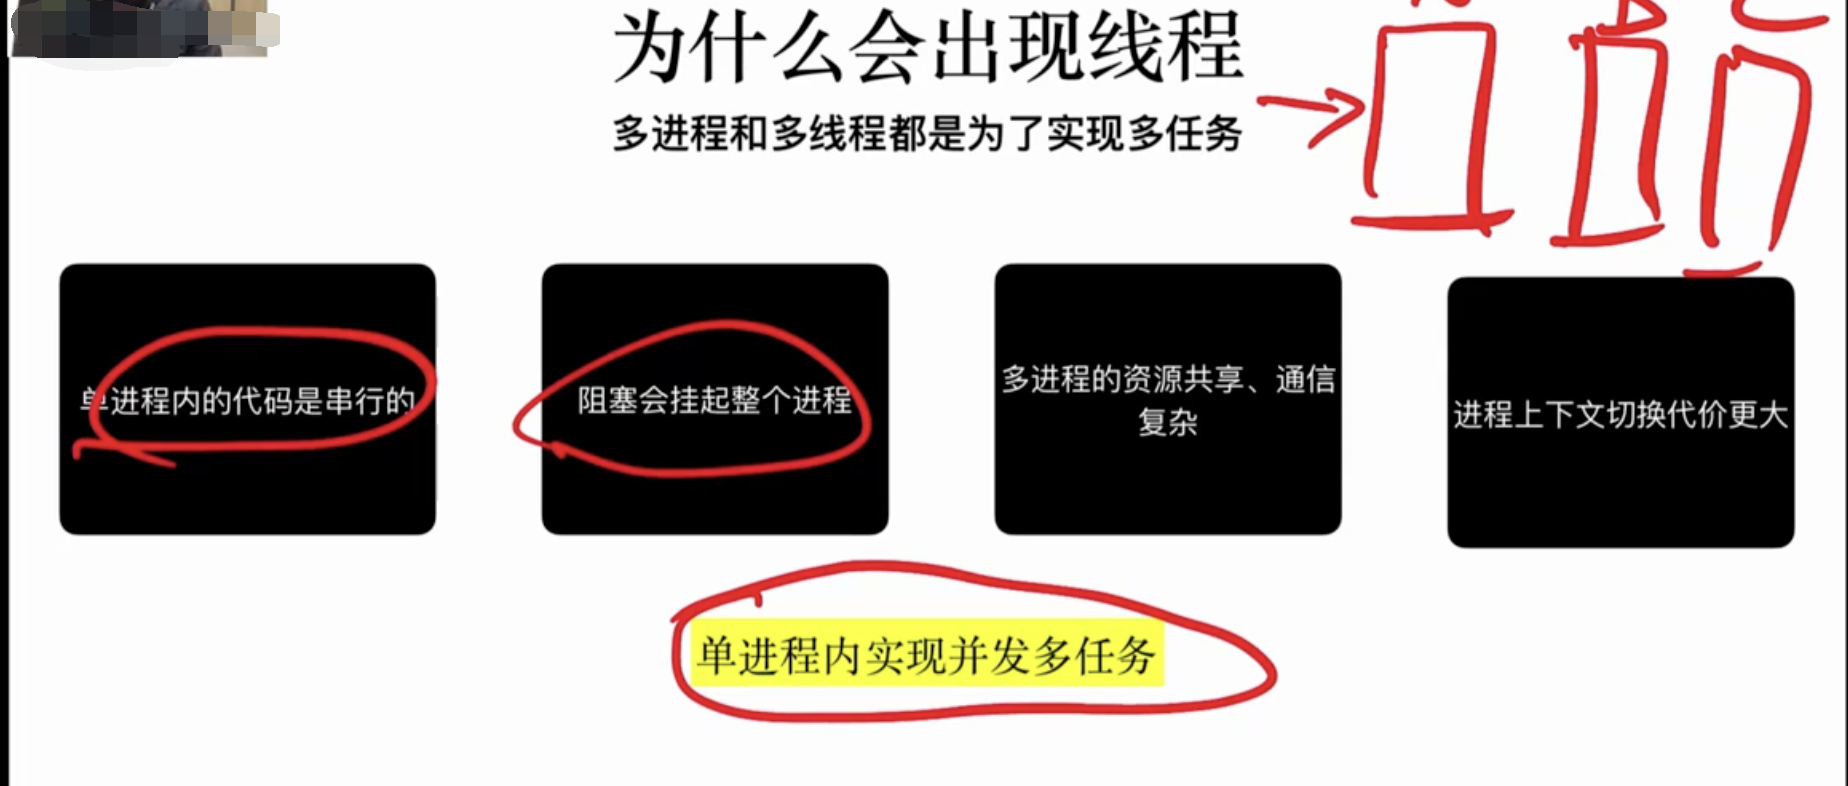 为什么会出现线程
多进程和多线程都是为了实现多任务
B
C
单进程内的代码是串行的
阻塞会挂起整个进程
多进程的资源共享、通信
复杂
进程上下文切换代价更大
单进程内实现并发多任务